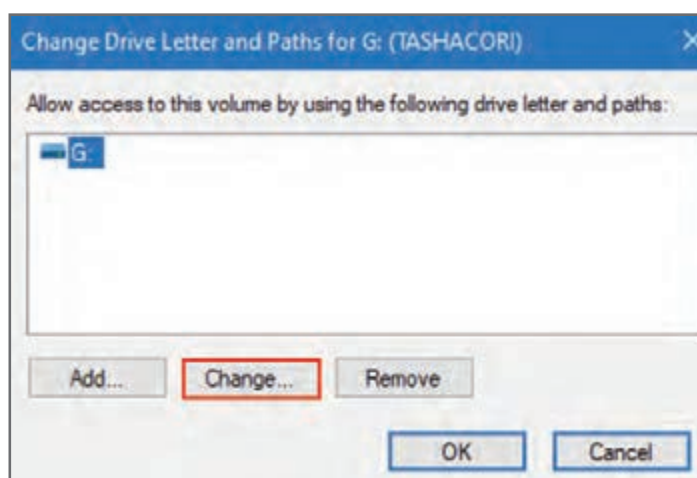 Change Drive Letter and Paths for G: (TASHACORI)
Allow access to this volume by using the following drive letter and paths:
G:
Add... Change... Remove
OK Cancel